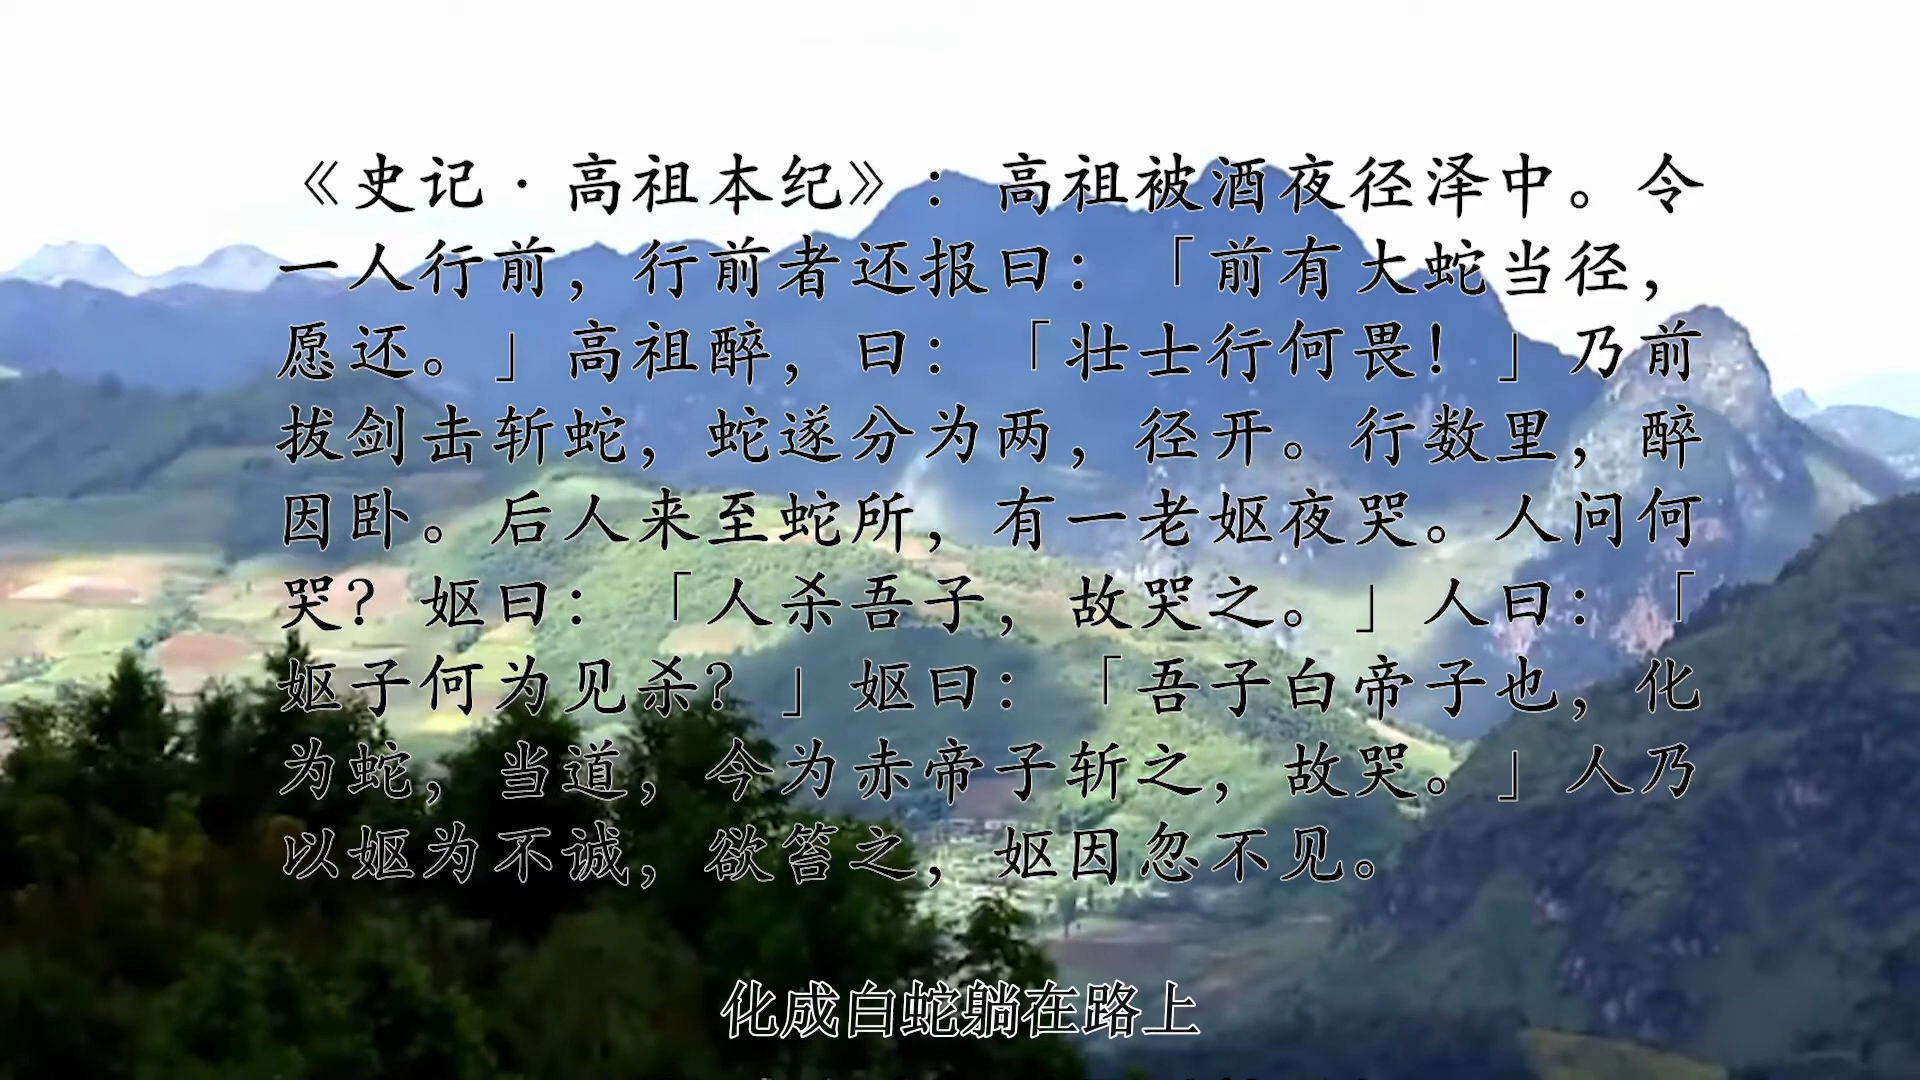 《史记·高祖本纪》:高祖被酒夜径泽中。令
一人行前,行前者还报曰:「前有大蛇当径,
愿还。」高祖醉,曰:「壮士行何畏!」乃前
拔剑击斩蛇,蛇遂分为两,径开。行数里,醉
因卧。后人来至蛇所,有一老妪夜哭。人问何
哭?妪曰:「人杀吾子,故哭之。」人曰:「
妪子何为见杀?」妪曰:「吾子白帝子也,化
为蛇,当道,今为赤帝子斩之,故哭。」人乃
以妪为不诚,欲笞之,妪因忽不见。
化成白蛇躺在路上